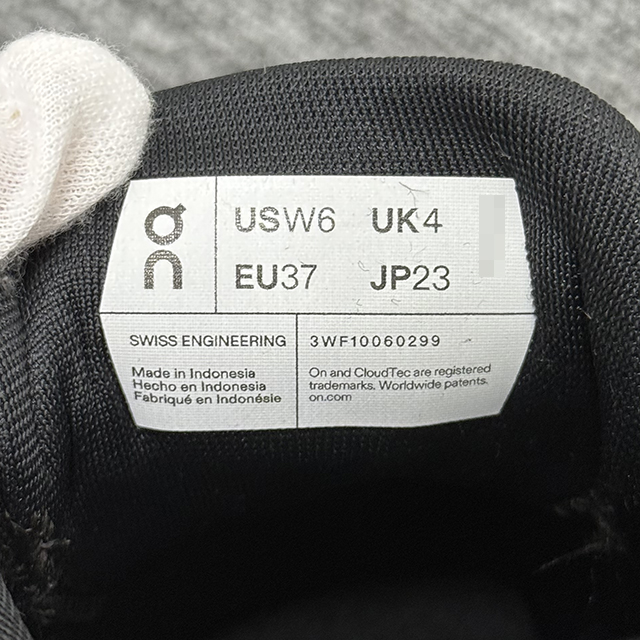 on
USW6 UK4
EU37 JP23
SWISS ENGINEERING
3WF10060299
Made in Indonesia
Hecho en Indonesia
Fabriqué en Indonésie
On and CloudTec are registered
trademarks. Worldwide patents.
on.com